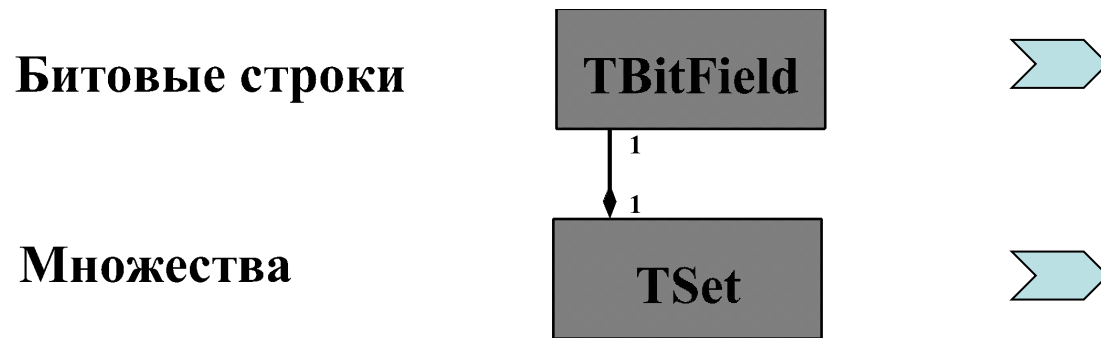 Битовые строки
TBitField
1
1
Множества
TSet